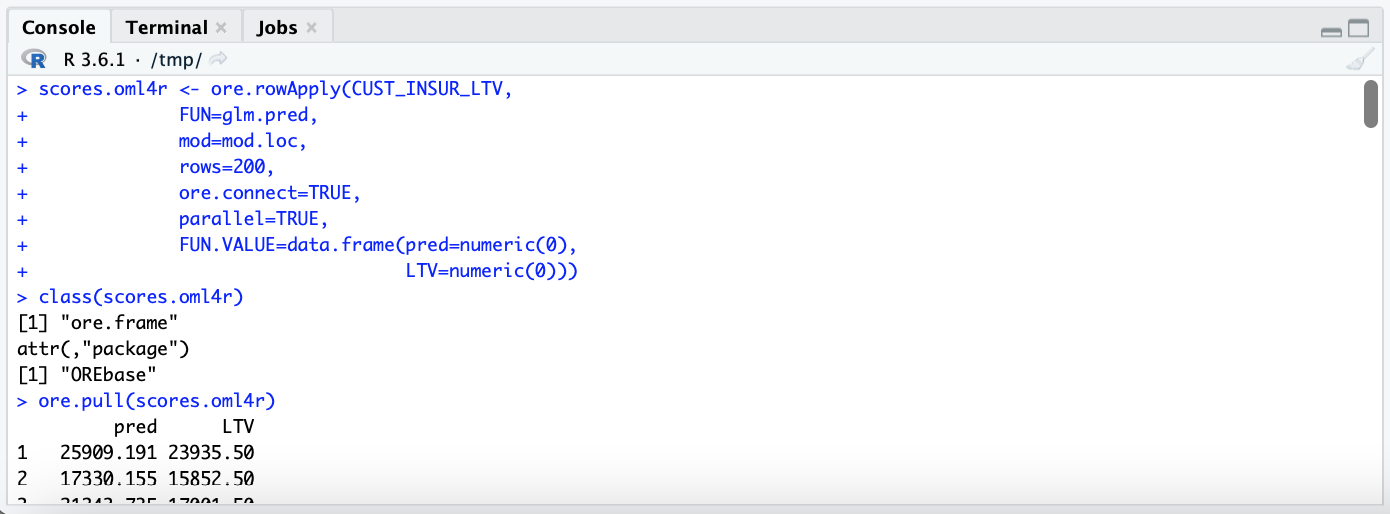 Console Terminal Jobs
R R 3.6.1 · /tmp/
> scores.oml4r <- ore.rowApply(CUST_INSUR_LTV,
+ FUN=glm.pred,
+ mod=mod.loc,
+ rows=200,
+ ore.connect=TRUE,
+ parallel=TRUE,
+ FUN.VALUE=data.frame(pred=numeric(0),
+ LTV=numeric(0)))
> class(scores.oml4r)
[1] "ore.frame"
attr(,"package")
[1] "OREbase"
> ore.pull(scores.oml4r)
pred LTV
1 25909.191 23935.50
2 17330.155 15852.50